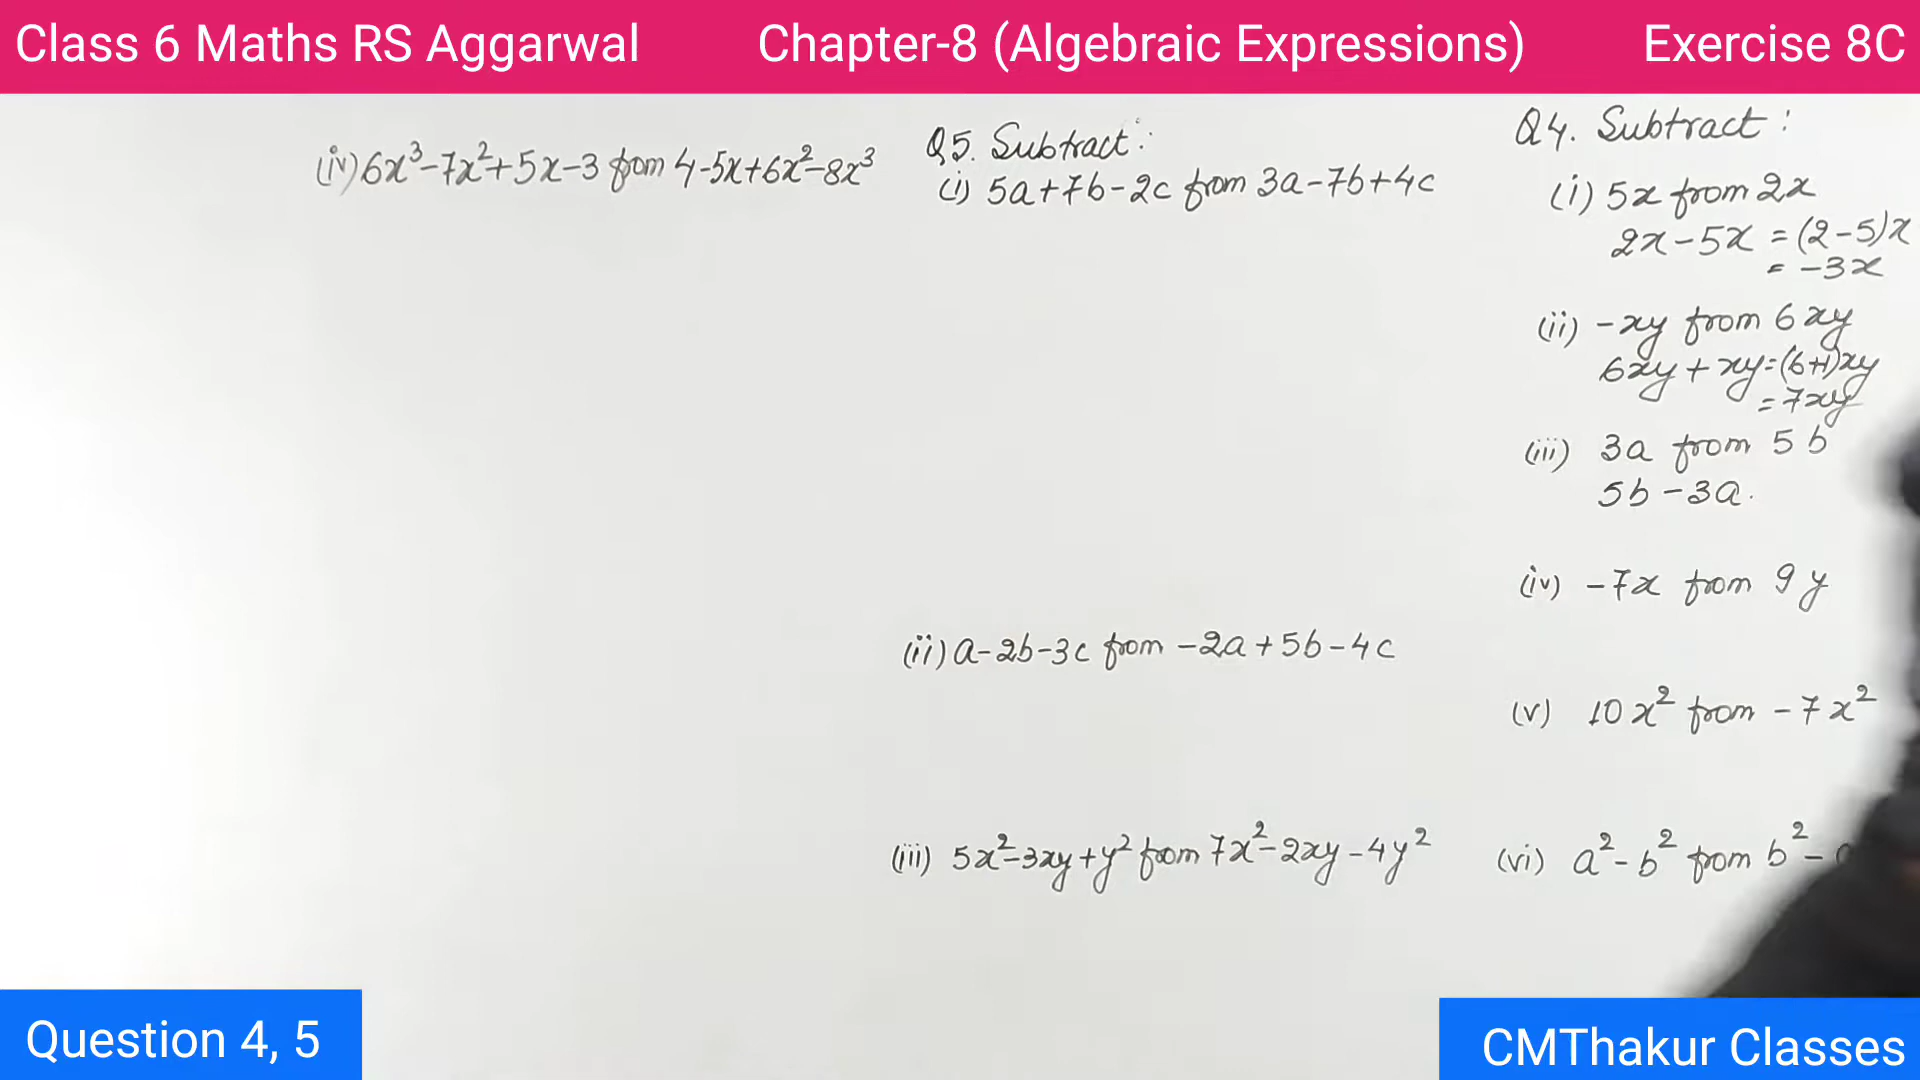 Class 6 Maths RS Aggarwal
Chapter-8 (Algebraic Expressions)
Exercise 8C
Q4. Subtract :
(i) 5x from 2x
2x - 5x = (2-5)x
= -3x
(ii) -xy from 6xy
6xy + xy = (6+1)xy
= 7xy
(iii) 3a from 5b
5b - 3a.
(iv) -7x from 9y
(v) 10x² from -7x²
(vi) a² - b² from b² -
Q5. Subtract :
(i) 5a+7b-2c from 3a-7b+4c
(ii) a-2b-3c from -2a+5b-4c
(iii) 5x²-3xy+y² from 7x²-2xy-4y²
(iv) 6x³-7x²+5x-3 from 4-5x+6x²-8x³
Question 4, 5
CMThakur Classes